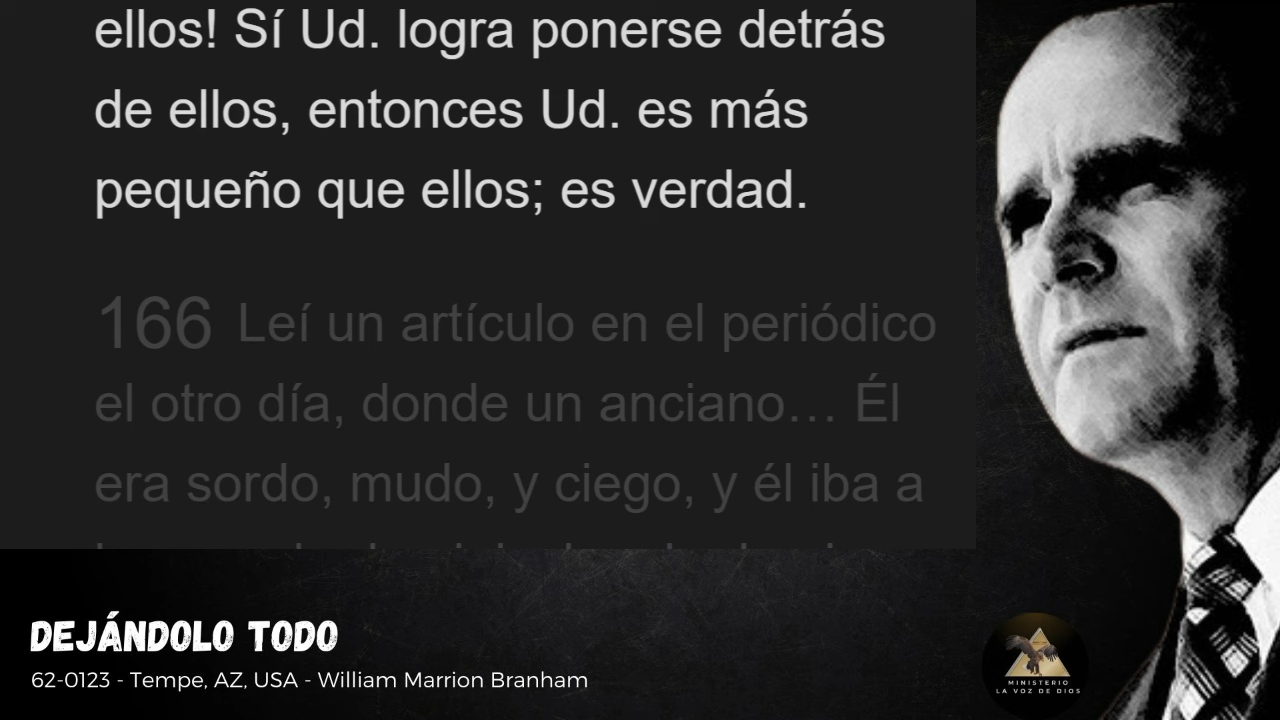 ellos! Sí Ud. logra ponerse detrás
de ellos, entonces Ud. es más
pequeño que ellos; es verdad.
166 Leí un artículo en el periódico
el otro día, donde un anciano… Él
era sordo, mudo, y ciego, y él iba a
DEJÁNDOLO TODO
62-0123 - Tempe, AZ, USA - William Marrion Branham
MINISTERIO
LA VOZ DE DIOS